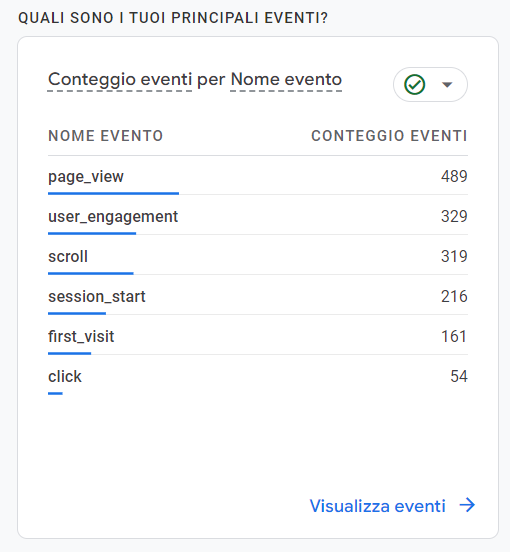 QUALI SONO I TUOI PRINCIPALI EVENTI?
Conteggio eventi per Nome evento
NOME EVENTO CONTEGGIO EVENTI
page_view 489
user_engagement 329
scroll 319
session_start 216
first_visit 161
click 54
Visualizza eventi